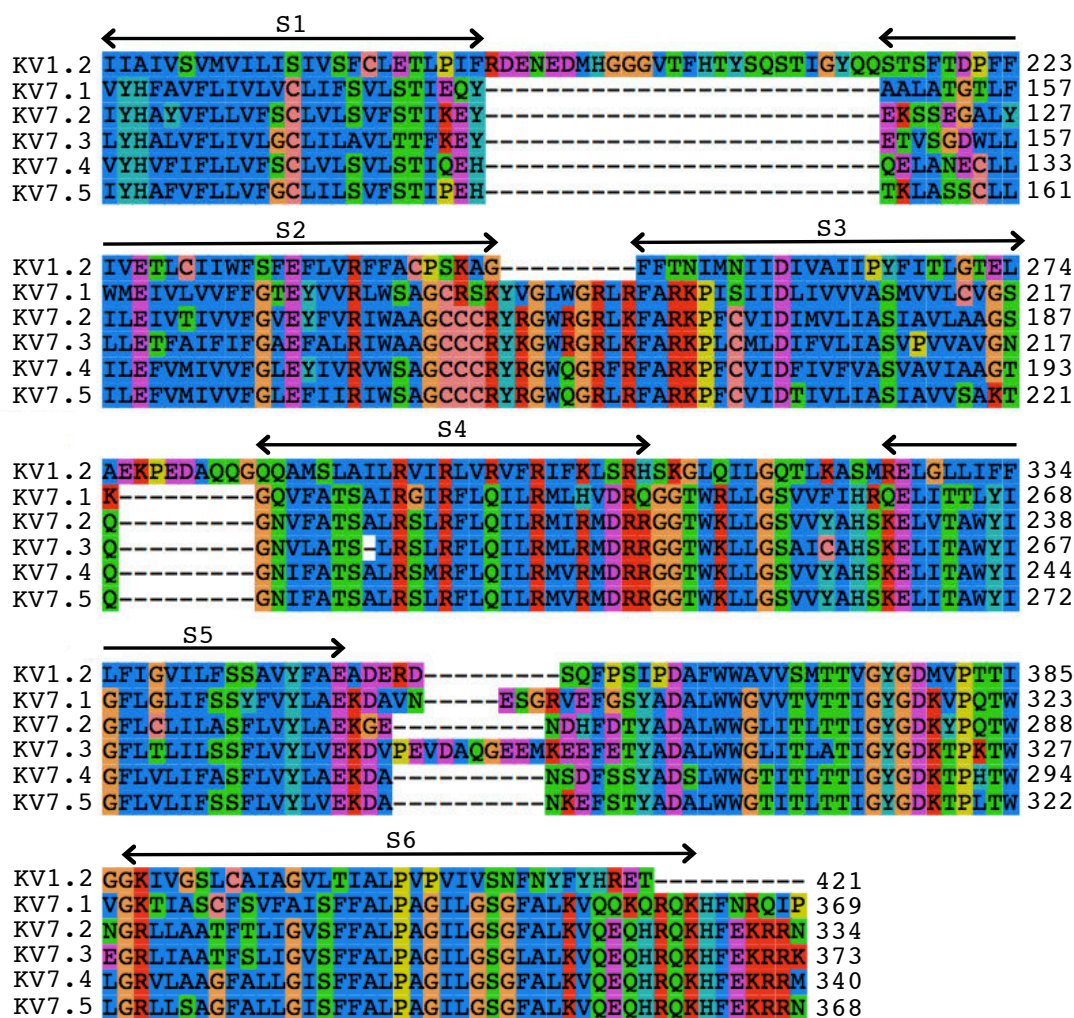 S1
KV1.2 IIAIVSVMVILISIVSFCLETLPIFRDENEDMHGGGVTFHTYSQSTIGYQQSTSFTDPFF 223
KV7.1 VYHFAVFLIVLVCLIFSVLSTIEQY--------------------------AALATGTLF 157
KV7.2 IYHAYVFLLVFSCLVLSVFSTIKEY--------------------------EKSSEGALY 127
KV7.3 LYHALVFLIVLGCLILAVLTTFKEY--------------------------ETVSGDWLL 157
KV7.4 VYHVFIFLLVFSCLVLSVLSTIQEH--------------------------QELANECLL 133
KV7.5 IYHAFVFLLVFGCLILSVFSTIPEH--------------------------TKLASSCLL 161
S2 S3
KV1.2 IVETLCIIWFSFEFLVRFFACPSKAG---------FFTNIMNIIDIVAIIPYFITLGTEL 274
KV7.1 WMEIVLVVFFGTEYVVRLWSAGCRSKYVGLWGRLRFARKPISIIDLIVVVASMVVLCVGS 217
KV7.2 ILEIVTIVVFGVEYFVRIWAAGCCCRYRGWRGRLKFARKPFCVIDIMVLIASIAVLAAGS 187
KV7.3 LLETFAIFIFGAEFALRIWAAGCCCRYKGWRGRLKFARKPLCMLDIFVLIASVPVVAVGN 217
KV7.4 ILEFVMIVVFGLEYIVRVWSAGCCCRYRGWQGRFRFARKPFCVIDFIVFVASVAVIAAGT 193
KV7.5 ILEFVMIVVFGLEFIIRIWSAGCCCRYRGWQGRLRFARKPFCVIDTIVLIASIAVVSAKT 221
S4
KV1.2 AEKPEDAQQGQQAMSLAILRVIRLVRVFRIFKLSRHSKGLQILGQTLKASMRELGLLIFF 334
KV7.1 K---------GQVFATSAIRGIRFLQILRMLHVDRQGGTWRLLGSVVFIHRQELITTLYI 268
KV7.2 Q---------GNVFATSALRSLRFLQILRMIRMDRRGGTWKLLGSVVYAHSKELVTAWYI 238
KV7.3 Q---------GNVLATS-LRSLRFLQILRMLRMDRRGGTWKLLGSAICAHSKELITAWYI 267
KV7.4 Q---------GNIFATSALRSMRFLQILRMVRMDRRGGTWKLLGSVVYAHSKELITAWYI 244
KV7.5 Q---------GNIFATSALRSLRFLQILRMVRMDRRGGTWKLLGSVVYAHSKELITAWYI 272
S5
KV1.2 LFIGVILFSSAVYFAEADERD---------SQFPSIPDAFWWAVVSMTTVGYGDMVPTTI 385
KV7.1 GFLGLIFSSYFVYLAEKDAVN-----ESGRVEFGSYADALWWGVVTVTTIGYGDKVPQTW 323
KV7.2 GFLCLILASFLVYLAEKGE----------NDHFDTYADALWWGLITLTTIGYGDKYPQTW 288
KV7.3 GFLTLILSSFLVYLVEKDVPEVDAQGEEMKEEFETYADALWWGLITLATIGYGDKTPKTW 327
KV7.4 GFLVLIFASFLVYLAEKDA----------NSDFSSYADSLWWGTITLTTIGYGDKTPHTW 294
KV7.5 GFLVLIFSSFLVYLVEKDA----------NKEFSTYADALWWGTITLTTIGYGDKTPLTW 322
S6
KV1.2 GGKIVGSLCAIAGVLTIALPVPVIVSNFNYFYHRET---------- 421
KV7.1 VGKTIASCFSVFAISFFALPAGILGSGFALKVQQKQRQKHFNRQIP 369
KV7.2 NGRLLAATFTLIGVSFFALPAGILGSGFALKVQEQHRQKHFEKRRN 334
KV7.3 EGRLIAATFSLIGVSFFALPAGILGSGLALKVQEQHRQKHFEKRRK 373
KV7.4 LGRVLAAGFALLGISFFALPAGILGSGFALKVQEQHRQKHFEKRRM 340
KV7.5 LGRLLSAGFALLGISFFALPAGILGSGFALKVQEQHRQKHFEKRRN 368